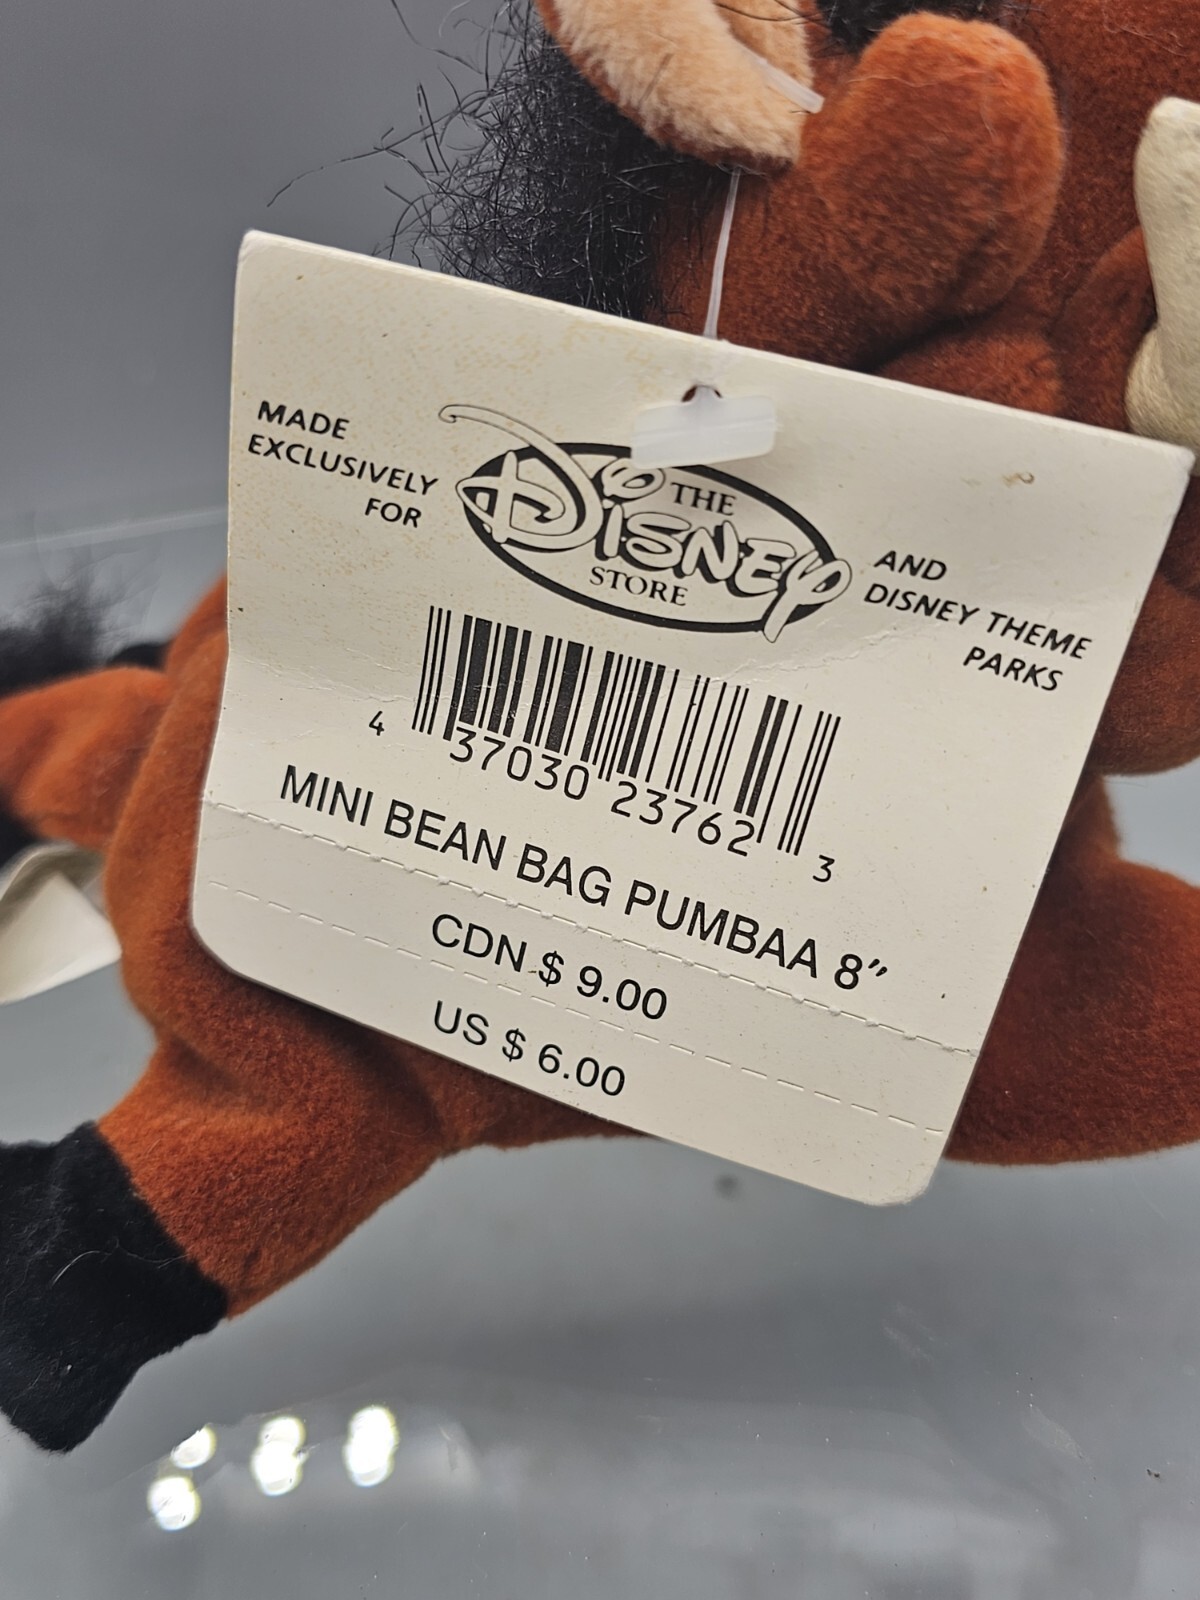 MADE
EXCLUSIVELY
FOR
THE
DISNEY
STORE
AND
DISNEY THEME
PARKS
4 37030 23762 3
MINI BEAN BAG PUMBAA 8"
CDN $ 9.00
US $ 6.00